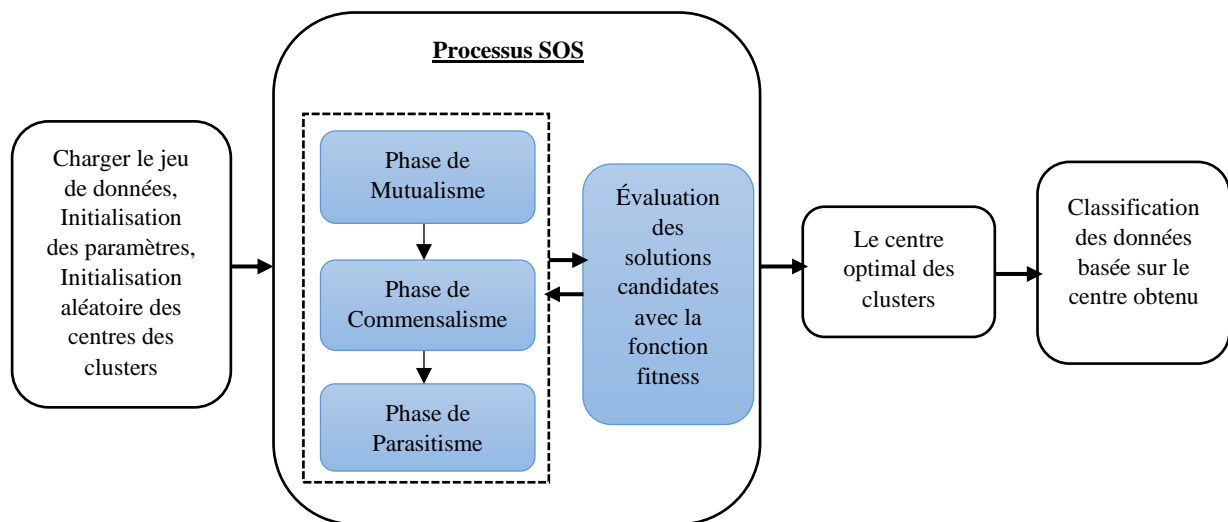 Processus SOS
Charger le jeu
de données,
Initialisation
des paramètres,
Initialisation
aléatoire des
centres des
clusters
Phase de
Mutualisme
Phase de
Commensalisme
Phase de
Parasitisme
Évaluation
des
solutions
candidates
avec la
fonction
fitness
Le centre
optimal des
clusters
Classification
des données
basée sur le
centre obtenu